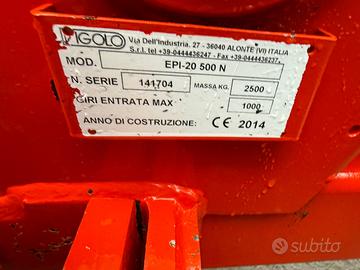 RIGOLO
Via Dell'Industria, 27 - 36040 ALONTE (VI) ITALIA
S.r.l. tel +39-0444436247 - Fax +39-0444436237
MOD. EPI-20 500 N
N. SERIE 141704 MASSA KG. 2500
GIRI ENTRATA MAX 1000
ANNO DI COSTRUZIONE: CE 2014
subito